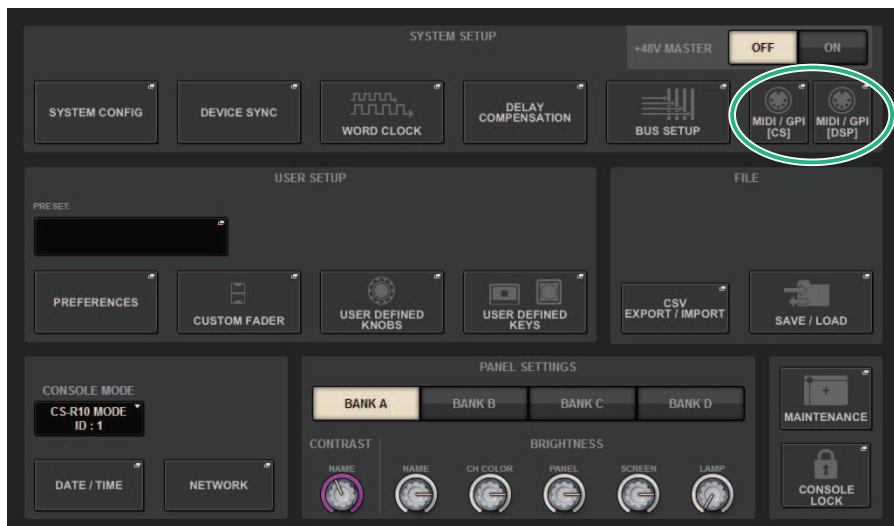 SYSTEM SETUP
+48V MASTER
OFF
ON
SYSTEM CONFIG
DEVICE SYNC
WORD CLOCK
DELAY
COMPENSATION
BUS SETUP
MIDI / GPI
[CS]
MIDI / GPI
[DSP]
USER SETUP
PRESET
PREFERENCES
CUSTOM FADER
USER DEFINED
KNOBS
USER DEFINED
KEYS
FILE
CSV
EXPORT / IMPORT
SAVE / LOAD
CONSOLE MODE
CS-R10 MODE
ID : 1
DATE / TIME
NETWORK
PANEL SETTINGS
BANK A
BANK B
BANK C
BANK D
CONTRAST
BRIGHTNESS
NAME
NAME
CH COLOR
PANEL
SCREEN
LAMP
MAINTENANCE
CONSOLE
LOCK